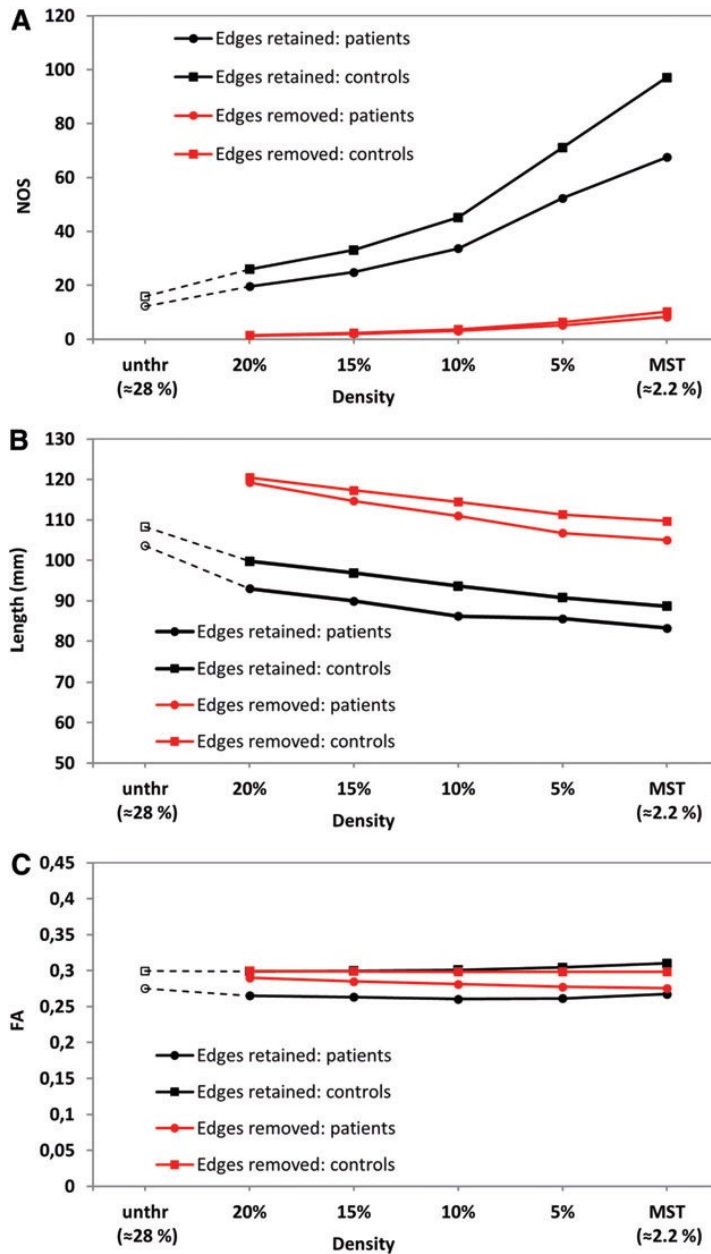 A
120
100
80
60
40
20
0
NOS
Edges retained: patients
Edges retained: controls
Edges removed: patients
Edges removed: controls
unthr 20% 15% 10% 5% MST
(≈28 %) (≈2.2 %)
Density
B
130
120
110
100
90
80
70
60
50
Length (mm)
Edges retained: patients
Edges retained: controls
Edges removed: patients
Edges removed: controls
unthr 20% 15% 10% 5% MST
(≈28 %) (≈2.2 %)
Density
C
0,45
0,4
0,35
0,3
0,25
0,2
0,15
0,1
0,05
0
FA
Edges retained: patients
Edges retained: controls
Edges removed: patients
Edges removed: controls
unthr 20% 15% 10% 5% MST
(≈28 %) (≈2.2 %)
Density